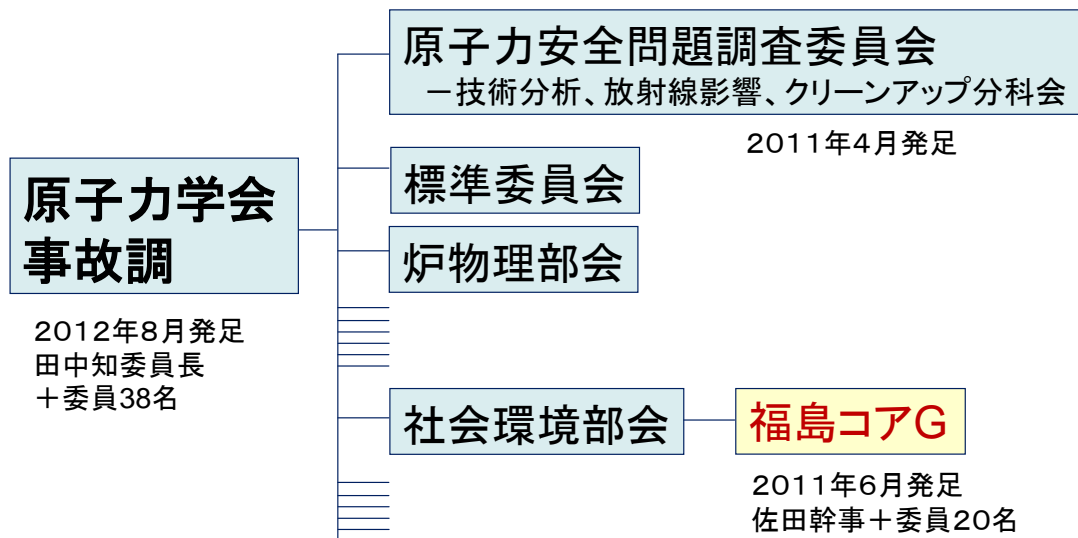 原子力安全問題調査委員会
－技術分析、放射線影響、クリーンアップ分科会
2011年4月発足
原子力学会
事故調
2012年8月発足
田中知委員長
＋委員38名
標準委員会
炉物理部会
社会環境部会
福島コアG
2011年6月発足
佐田幹事＋委員20名